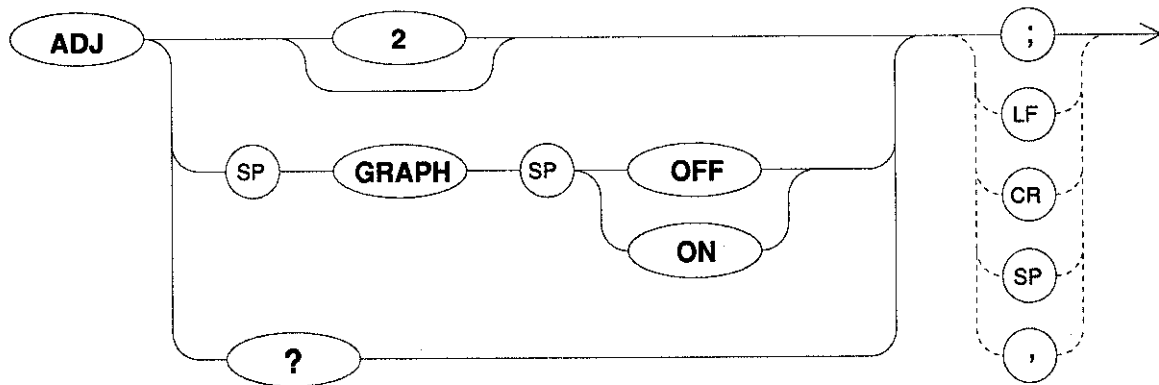 ADJ 2 ;
LF
SP GRAPH SP OFF
CR
ON
SP
?
,